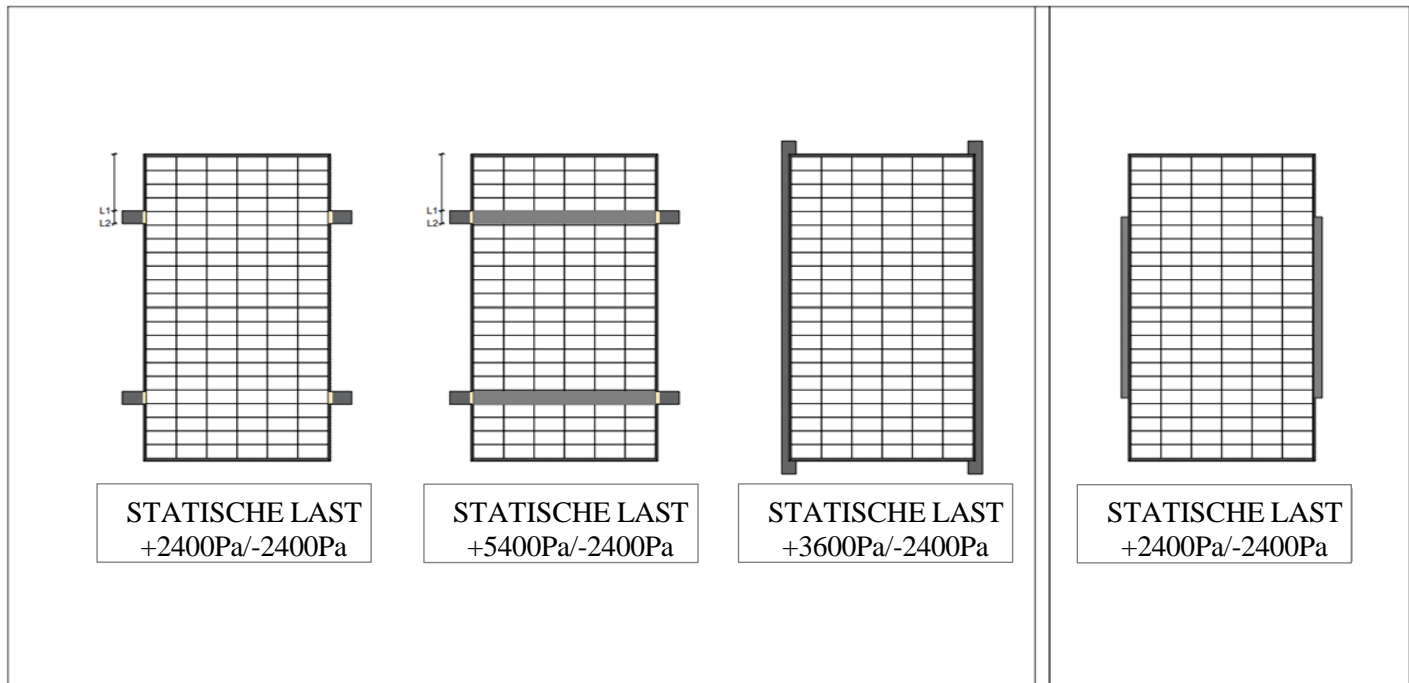 L1
L2
L1
L2
STATISCHE LAST
+2400Pa/-2400Pa
STATISCHE LAST
+5400Pa/-2400Pa
STATISCHE LAST
+3600Pa/-2400Pa
STATISCHE LAST
+2400Pa/-2400Pa